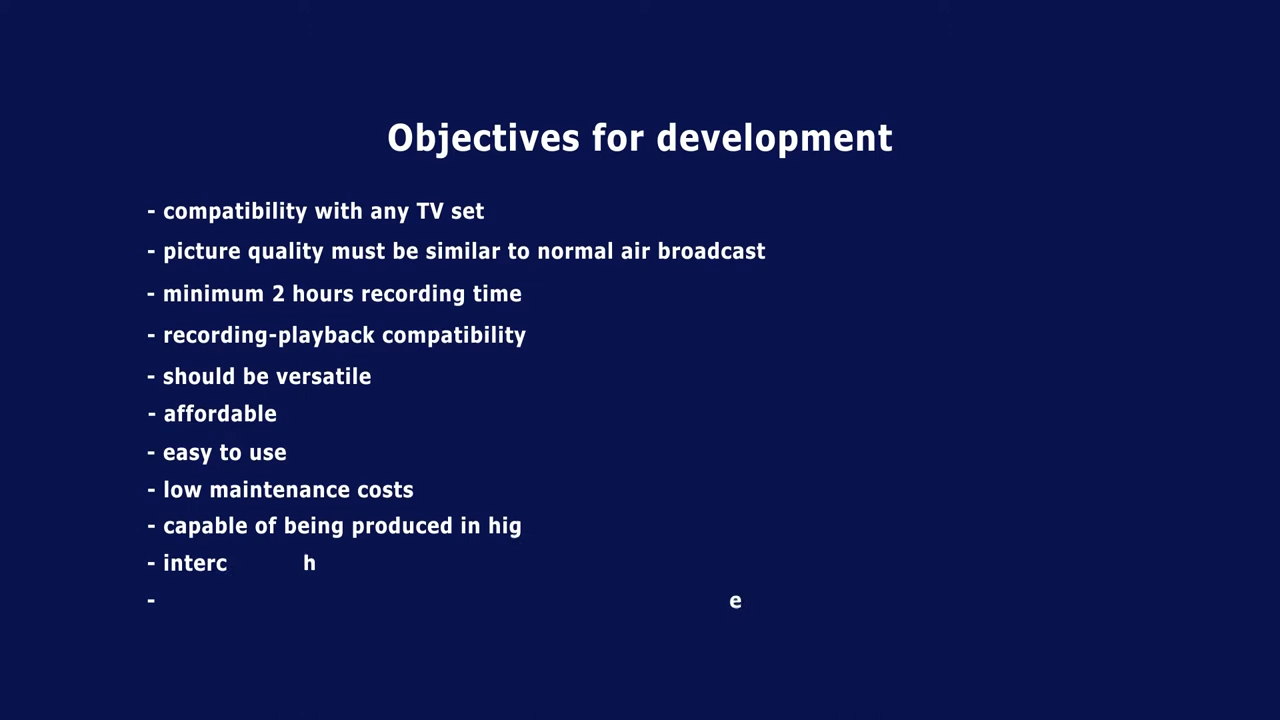 Objectives for development
- compatibility with any TV set
- picture quality must be similar to normal air broadcast
- minimum 2 hours recording time
- recording-playback compatibility
- should be versatile
- affordable
- easy to use
- low maintenance costs
- capable of being produced in hig
- interc h
- e